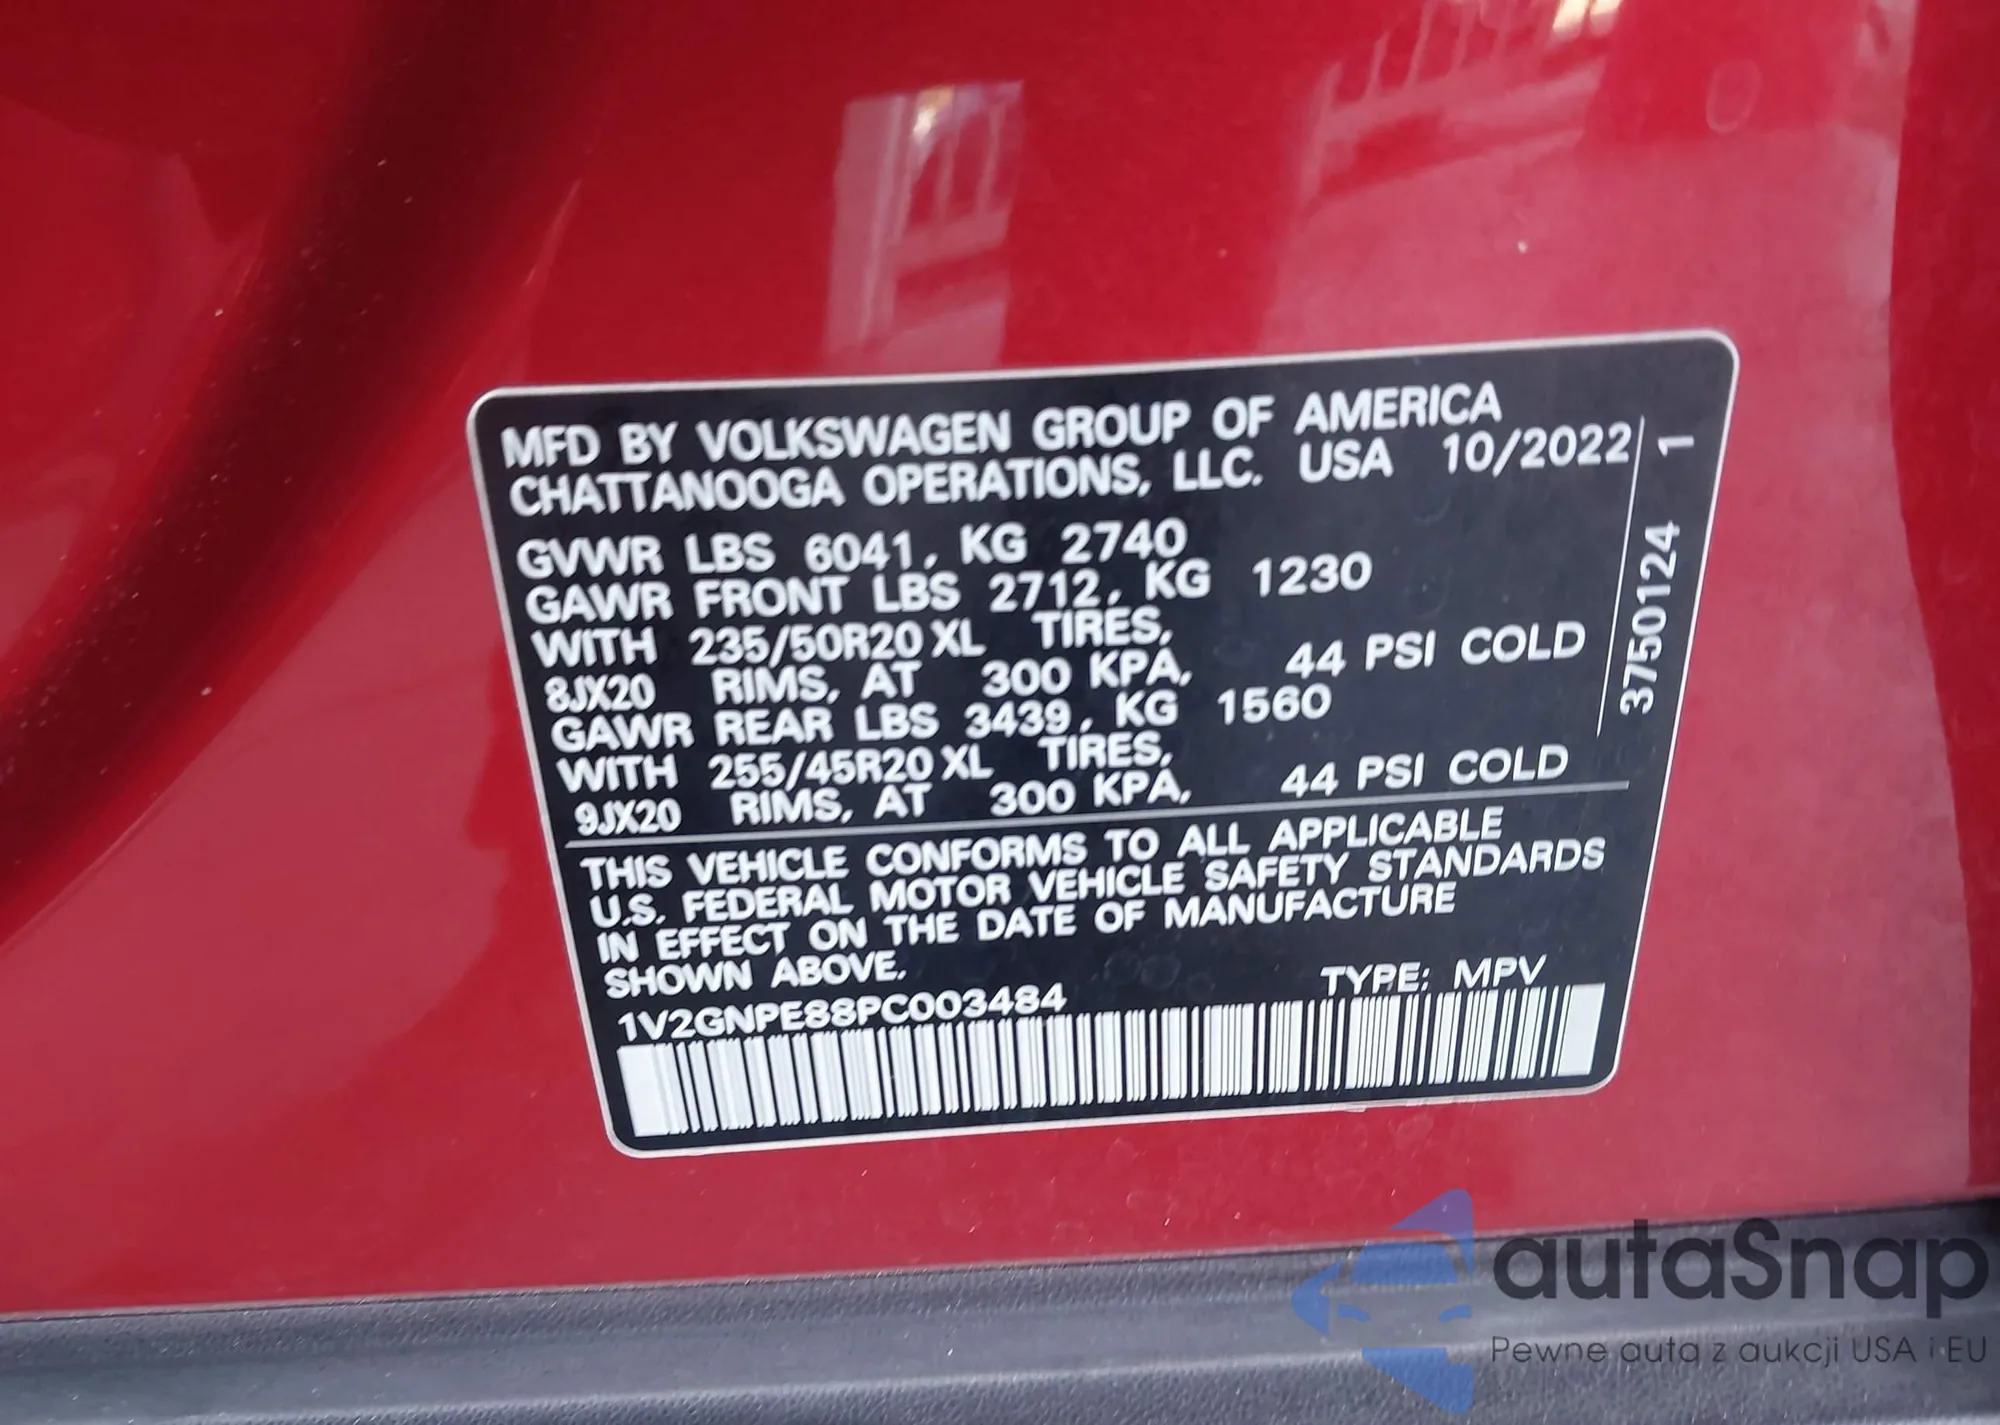 MFD BY VOLKSWAGEN GROUP OF AMERICA
CHATTANOOGA OPERATIONS, LLC. USA 10/2022
GVWR LBS 6041, KG 2740
GAWR FRONT LBS 2712, KG 1230
WITH 235/50R20 XL TIRES,
8JX20 RIMS, AT 300 KPA, 44 PSI COLD
GAWR REAR LBS 3439, KG 1560
WITH 255/45R20 XL TIRES,
9JX20 RIMS, AT 300 KPA, 44 PSI COLD
3750124 1
THIS VEHICLE CONFORMS TO ALL APPLICABLE
U.S. FEDERAL MOTOR VEHICLE SAFETY STANDARDS
IN EFFECT ON THE DATE OF MANUFACTURE
SHOWN ABOVE.
TYPE: MPV
1V2GNPE88PC003484
autaSnap
Pewne auta z aukcji USA i EU